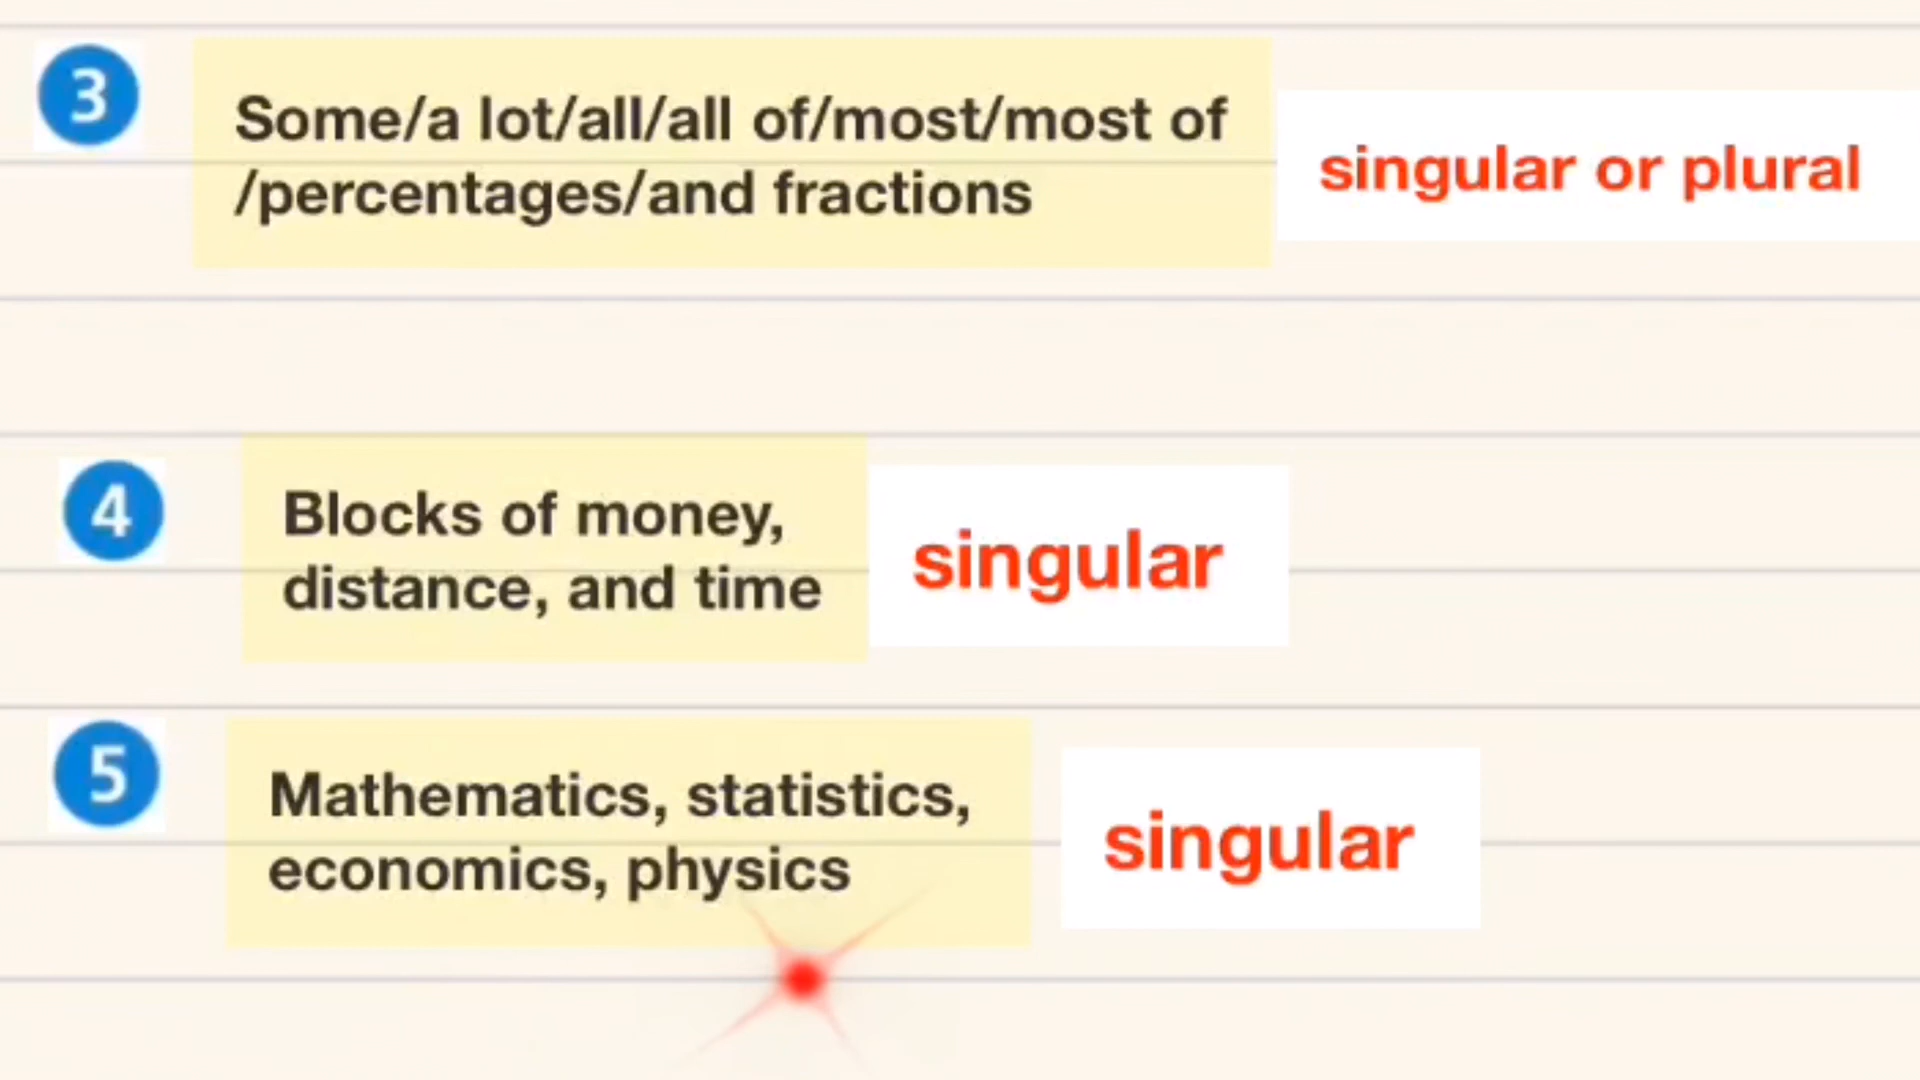 3
Some/a lot/all/all of/most/most of
/percentages/and fractions
singular or plural
4
Blocks of money,
distance, and time
singular
5
Mathematics, statistics,
economics, physics
singular